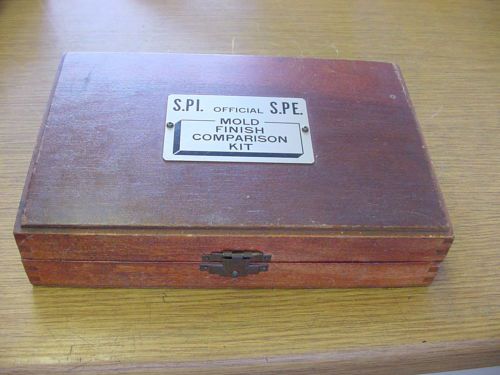 S.P.I. OFFICIAL S.P.E.
MOLD
FINISH
COMPARISON
KIT